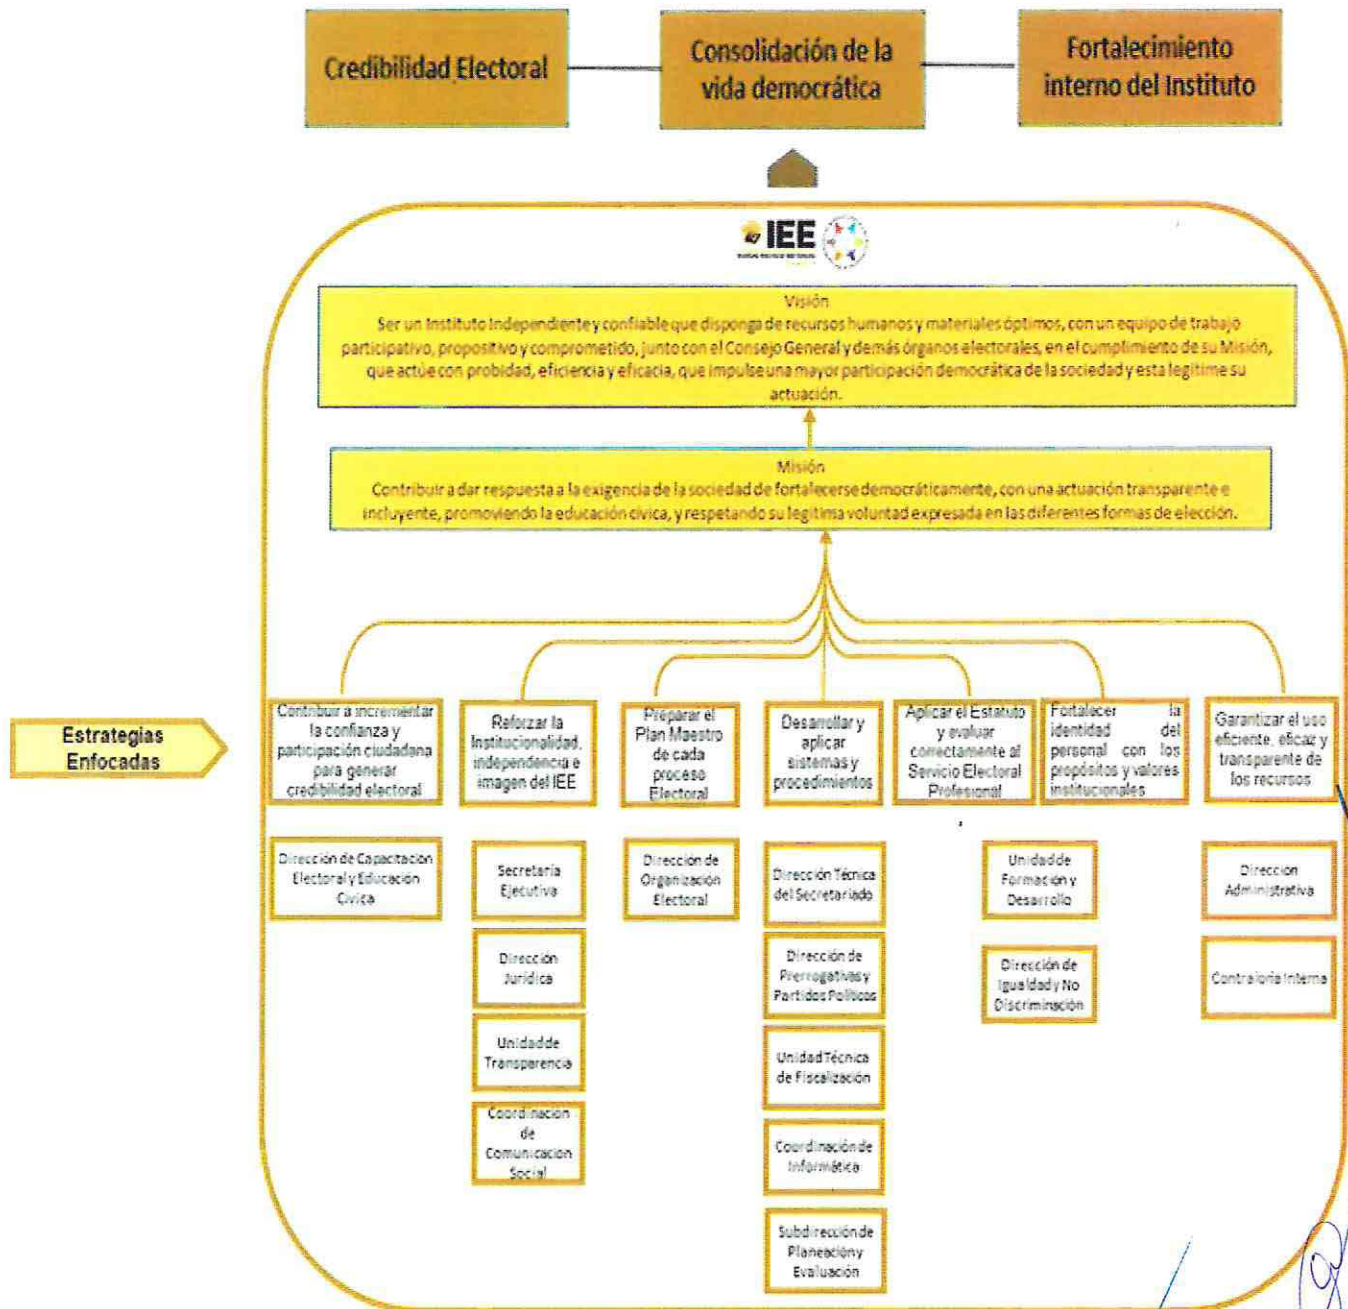 Credibilidad Electoral
Consolidación de la
vida democrática
Fortalecimiento
interno del Instituto
IEE
Visión
Ser un Instituto Independiente y confiable que disponga de recursos humanos y materiales óptimos, con un equipo de trabajo
participativo, propositivo y comprometido, junto con el Consejo General y demás órganos electorales, en el cumplimiento de su Misión,
que actúe con probidad, eficiencia y eficacia, que impulse una mayor participación democrática de la sociedad y esta legitime su
actuación.
Misión
Contribuir a dar respuesta a la exigencia de la sociedad de fortalecerse democráticamente, con una actuación transparente e
incluyente, promoviendo la educación cívica, y respetando su legítima voluntad expresada en las diferentes formas de elección.
Estrategias
Enfocadas
Contribuir a incrementar
la confianza y
participación ciudadana
para generar
credibilidad electoral
Reforzar la
Institucionalidad,
independencia e
imagen del IEE
Preparar el
Plan Maestro
de cada
proceso
Electoral
Desarrollar y
aplicar
sistemas y
procedimientos
Aplicar el Estatuto
y evaluar
correctamente al
Servicio Electoral
Profesional
Fortalecer la
identidad del
personal con los
propósitos y valores
institucionales
Garantizar el uso
eficiente, eficaz y
transparente de
los recursos
Dirección de Capacitación
Electoral y Educación
Cívica
Secretaría
Ejecutiva
Dirección
Jurídica
Unidad de
Transparencia
Coordinación
de
Comunicación
Social
Dirección de
Organización
Electoral
Dirección Técnica
del Secretariado
Dirección de
Prerrogativas y
Partidos Políticos
Unidad Técnica
de Fiscalización
Coordinación de
Informática
Subdirección de
Planeación y
Evaluación
Unidad de
Formación y
Desarrollo
Dirección de
Igualdad y No
Discriminación
Dirección
Administrativa
Contraloría Interna